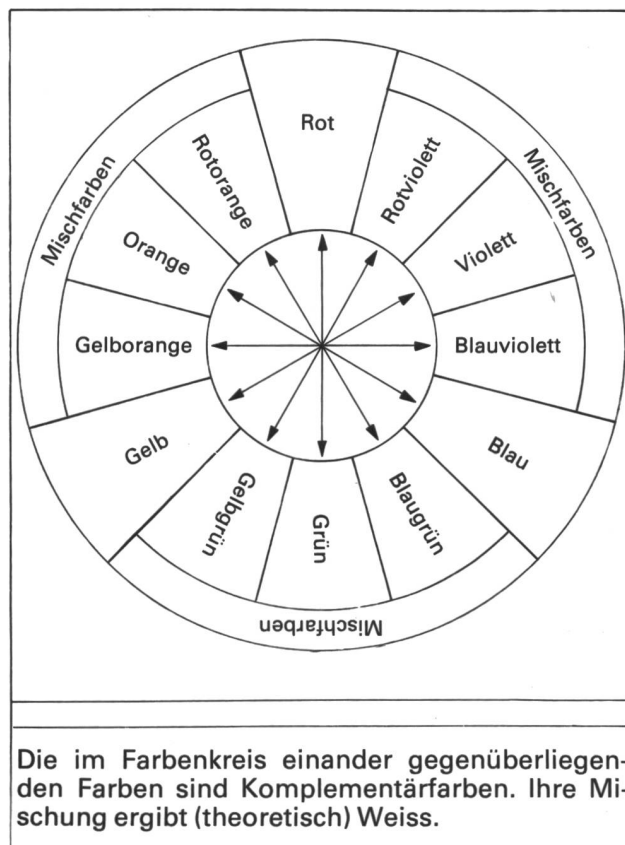 Rot
Rotviolett
Violett
Blauviolett
Blau
Blaugrün
Grün
Gelbgrün
Gelb
Gelborange
Orange
Rotorange
Mischfarben
Mischfarben
Mischfarben
Die im Farbenkreis einander gegenüberliegen-
den Farben sind Komplementärfarben. Ihre Mi-
schung ergibt (theoretisch) Weiss.